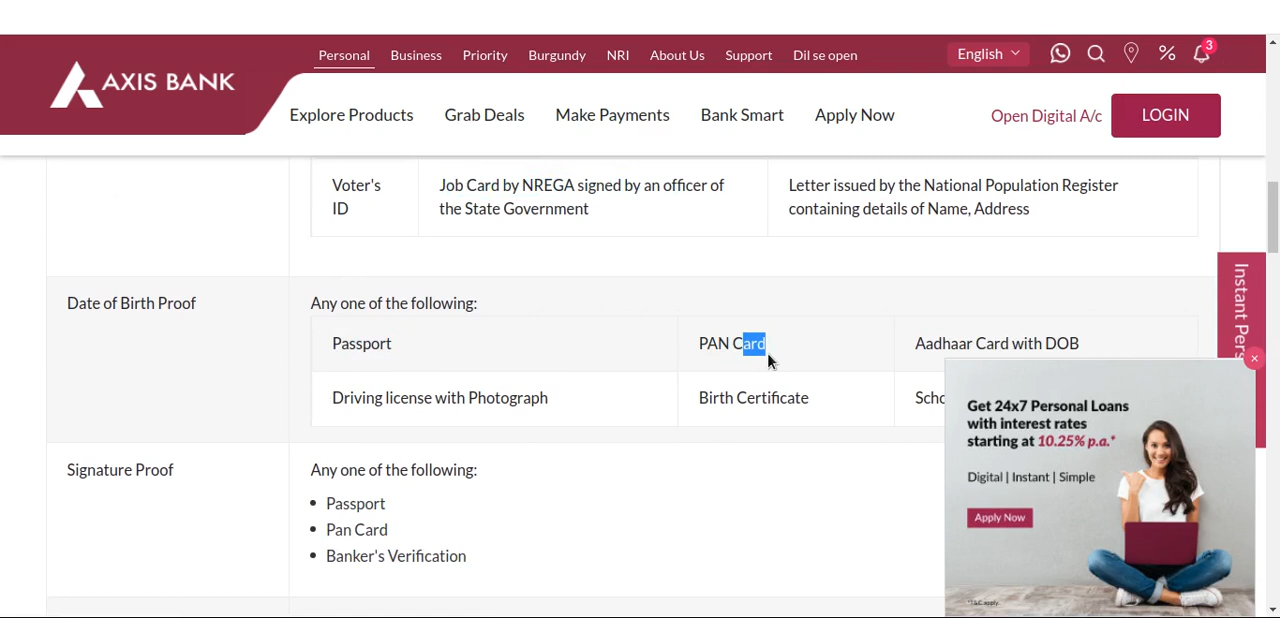 Personal Business Priority Burgundy NRI About Us Support Dil se open English 3
AXIS BANK
Explore Products Grab Deals Make Payments Bank Smart Apply Now Open Digital A/c LOGIN
Voter's ID
Job Card by NREGA signed by an officer of
the State Government
Letter issued by the National Population Register
containing details of Name, Address
Instant Pers
Date of Birth Proof
Any one of the following:
Passport PAN Card Aadhaar Card with DOB
Driving license with Photograph Birth Certificate Scho
Get 24x7 Personal Loans
with interest rates
starting at 10.25% p.a.*
Digital | Instant | Simple
Apply Now
*T&C apply.
Signature Proof
Any one of the following:
• Passport
• Pan Card
• Banker's Verification